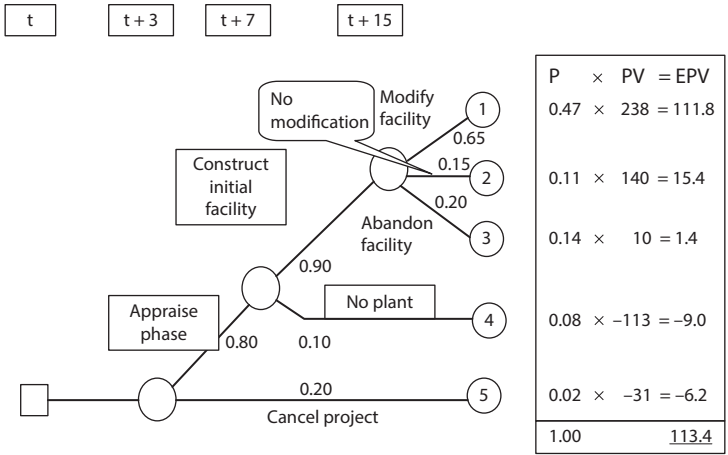 t
t + 3
t + 7
t + 15
No
modification
Modify
facility
1
0.65
0.15
2
0.20
3
Construct
initial
facility
Abandon
facility
0.90
No plant
Appraise
phase
0.80
0.10
4
0.20
5
Cancel project
P × PV = EPV
0.47 × 238 = 111.8
0.11 × 140 = 15.4
0.14 × 10 = 1.4
0.08 × –113 = –9.0
0.02 × –31 = –6.2
1.00 113.4